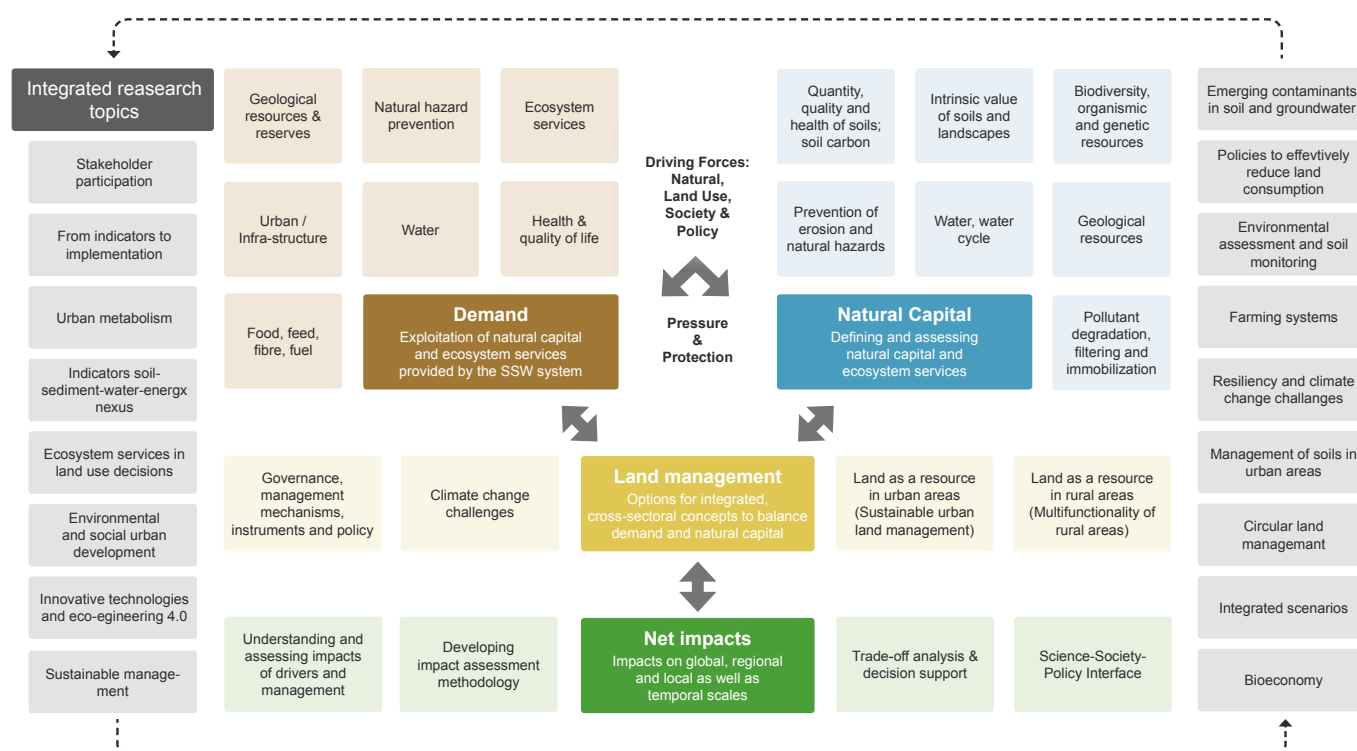 Integrated reasearch
topics
Stakeholder
participation
From indicators to
implementation
Urban metabolism
Indicators soil-
sediment-water-energx
nexus
Ecosystem services in
land use decisions
Environmental
and social urban
development
Innovative technologies
and eco-egineering 4.0
Sustainable manage-
ment
Geological
resources &
reserves
Natural hazard
prevention
Ecosystem
services
Urban /
Infra-structure
Water
Health &
quality of life
Food, feed,
fibre, fuel
Demand
Exploitation of natural capital
and ecosystem services
provided by the SSW system
Driving Forces:
Natural,
Land Use,
Society &
Policy
Pressure
&
Protection
Quantity,
quality and
health of soils;
soil carbon
Intrinsic value
of soils and
landscapes
Biodiversity,
organismic
and genetic
resources
Prevention of
erosion and
natural hazards
Water, water
cycle
Geological
resources
Natural Capital
Defining and assessing
natural capital and
ecosystem services
Pollutant
degradation,
filtering and
immobilization
Governance,
management
mechanisms,
instruments and policy
Climate change
challenges
Land management
Options for integrated,
cross-sectoral concepts to balance
demand and natural capital
Land as a resource
in urban areas
(Sustainable urban
land management)
Land as a resource
in rural areas
(Multifunctionality of
rural areas)
Understanding and
assessing impacts
of drivers and
management
Developing
impact assessment
methodology
Net impacts
Impacts on global, regional
and local as well as
temporal scales
Trade-off analysis &
decision support
Science-Society-
Policy Interface
Emerging contaminants
in soil and groundwater
Policies to effevtively
reduce land
consumption
Environmental
assessment and soil
monitoring
Farming systems
Resiliency and climate
change challanges
Management of soils in
urban areas
Circular land
managemant
Integrated scenarios
Bioeconomy